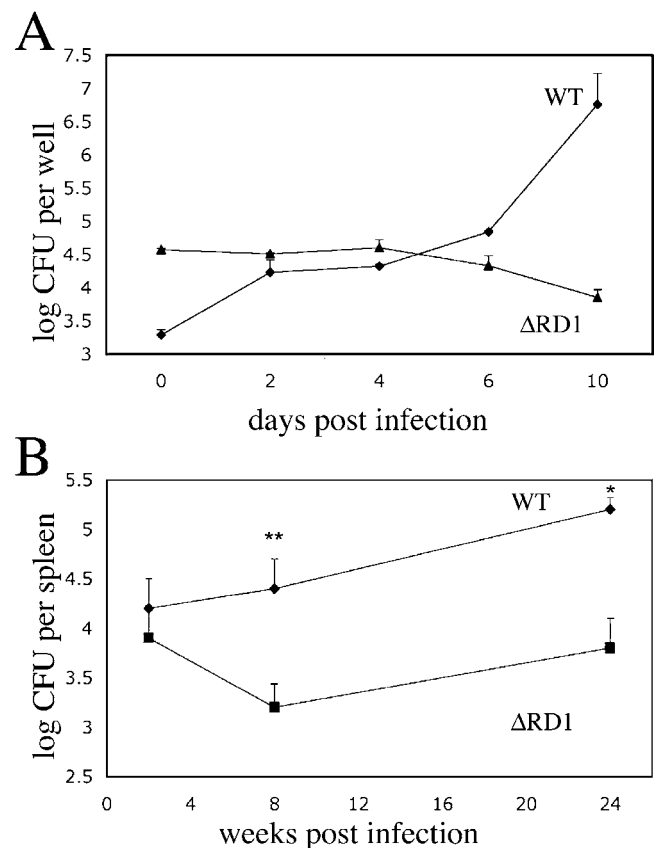 A
7.5
7
6.5
6
5.5
5
4.5
4
3.5
3
log CFU per well
WT
ΔRD1
0 2 4 6 10
days post infection
B
5.5
5
4.5
4
3.5
3
2.5
log CFU per spleen
WT
**
*
ΔRD1
0 4 8 12 16 20 24
weeks post infection